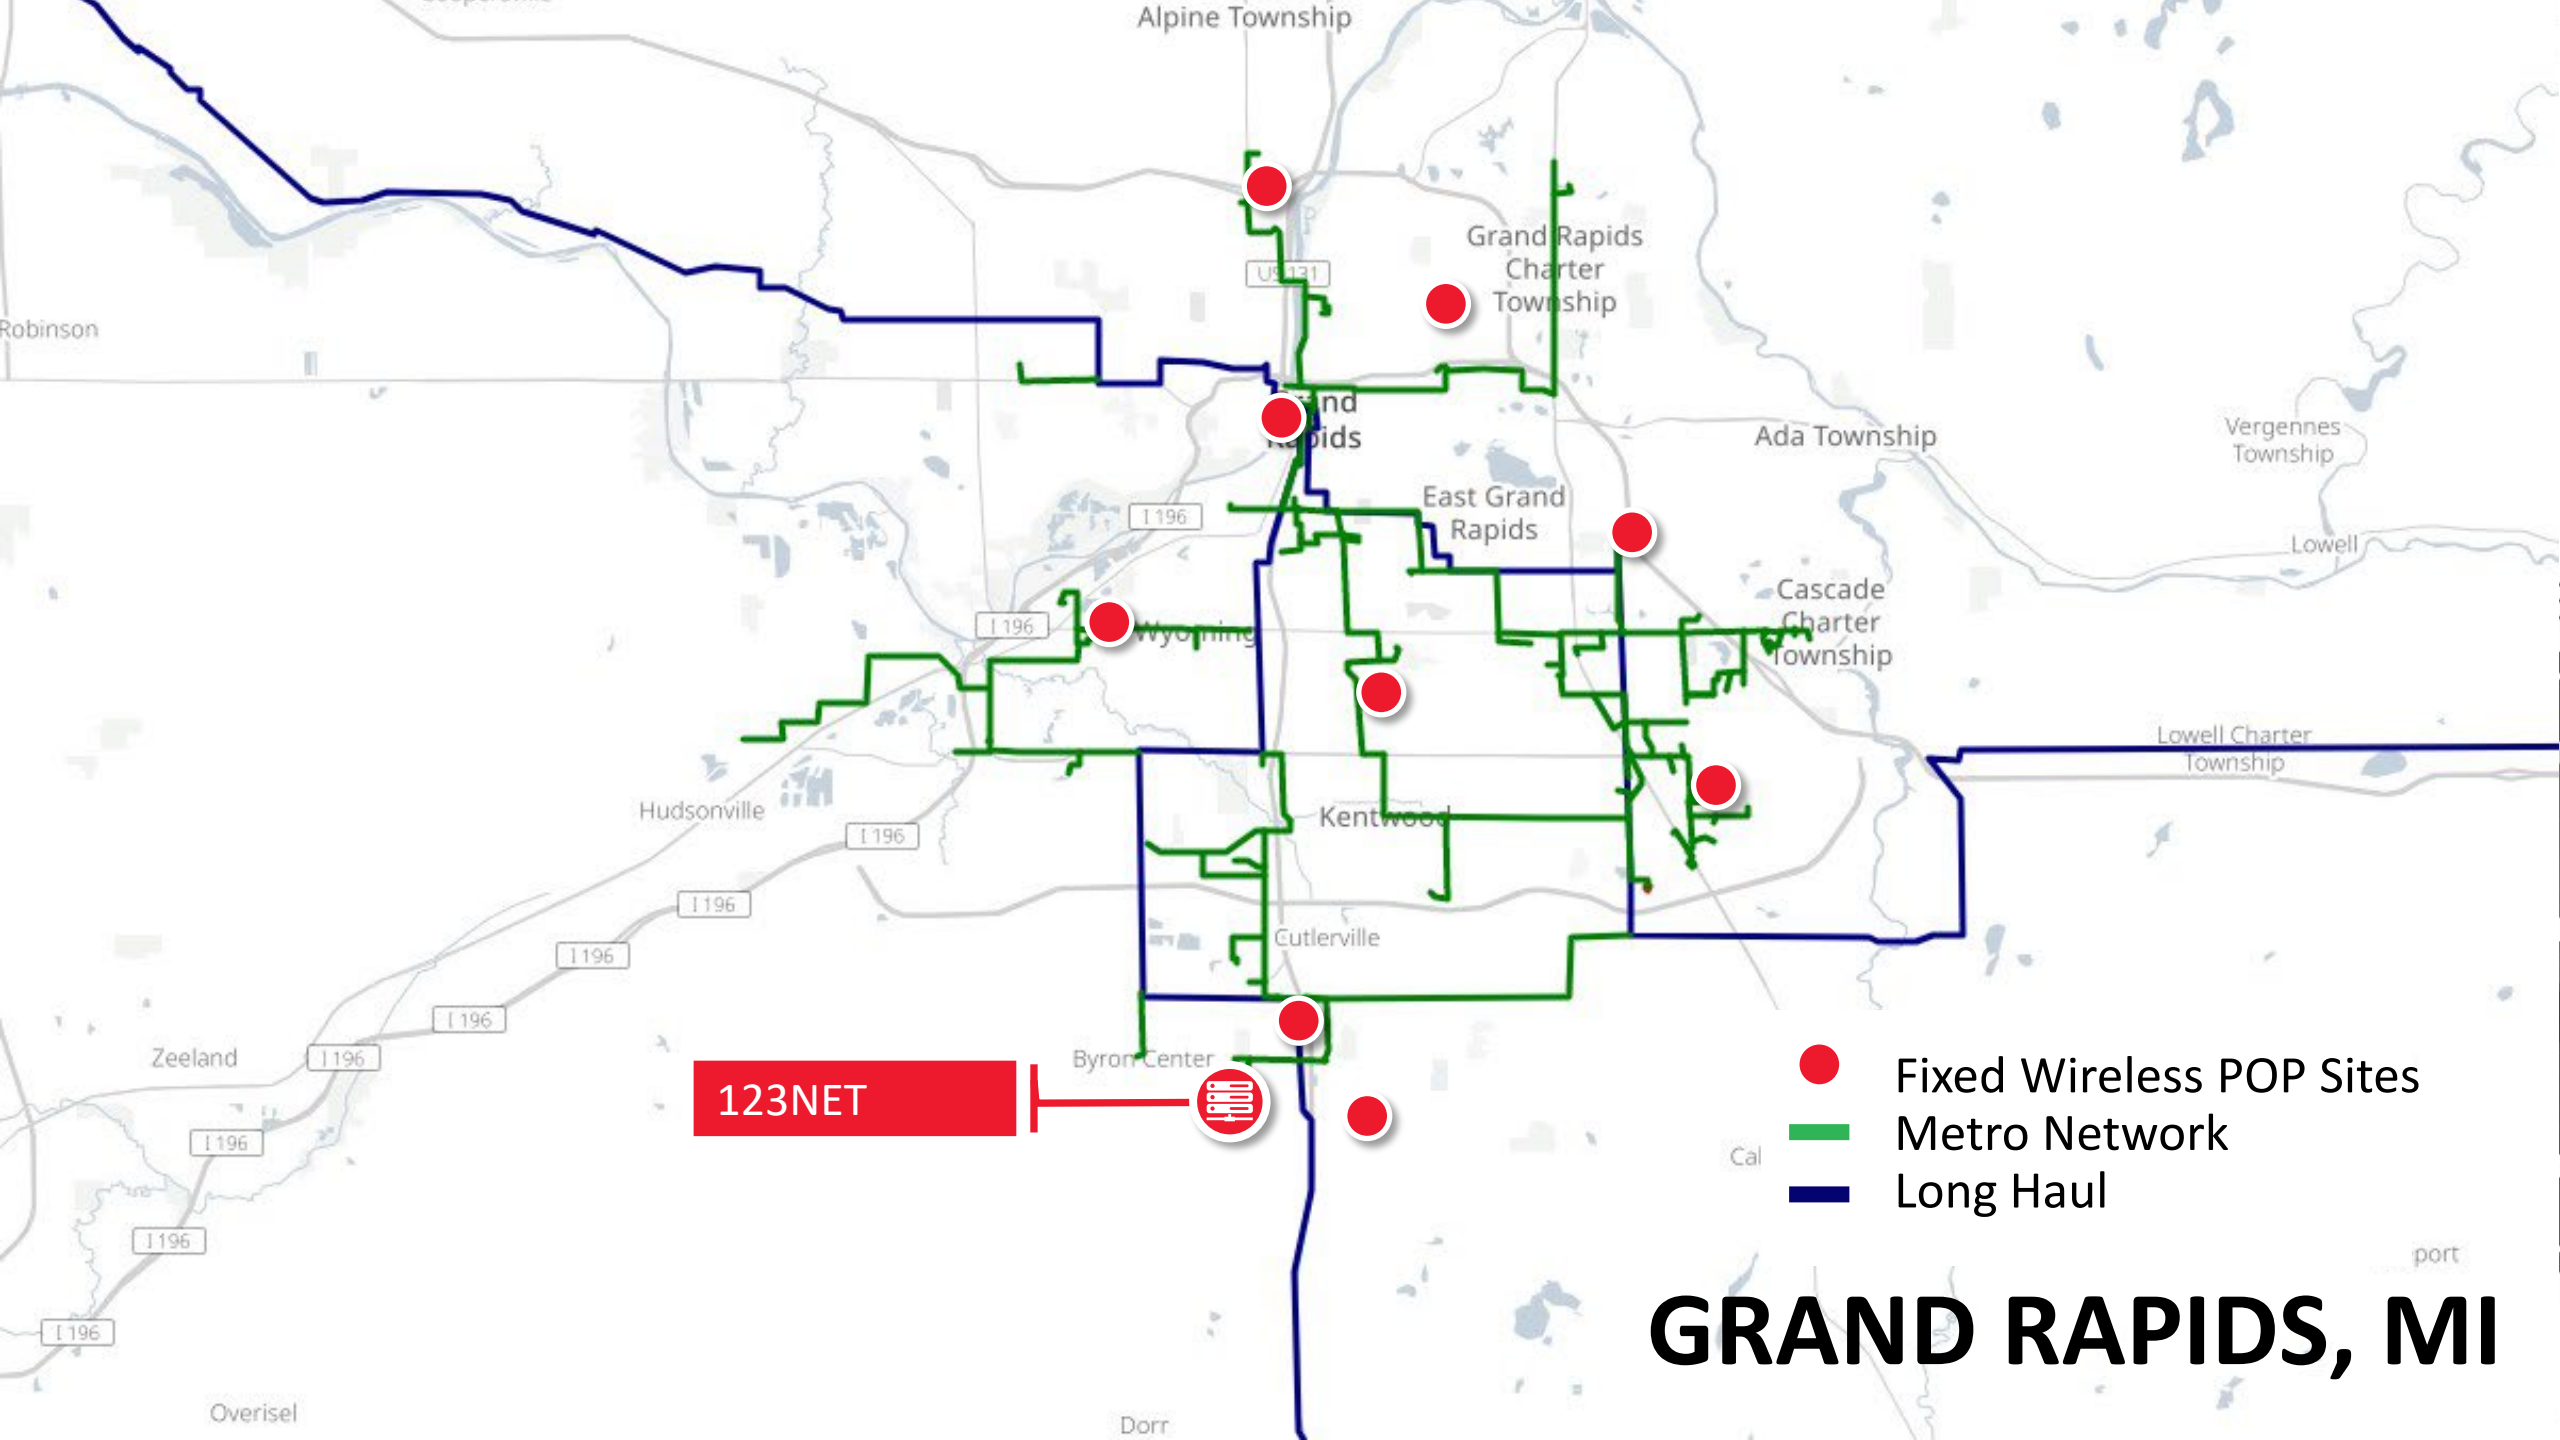 Alpine Township
Grand Rapids
Charter
Township
US 131
Robinson
Rapids
Ada Township
Vergennes
Township
East Grand
Rapids
I 196
Lowell
Cascade
Charter
Township
I 196
Wyoming
Lowell Charter
Township
Hudsonville
Kentwood
I 196
I 196
Cutlerville
I 196
I 196
Zeeland
I 196
Byron Center
123NET
Fixed Wireless POP Sites
Metro Network
Long Haul
I 196
Cal
I 196
port
I 196
GRAND RAPIDS, MI
Overisel
Dorr